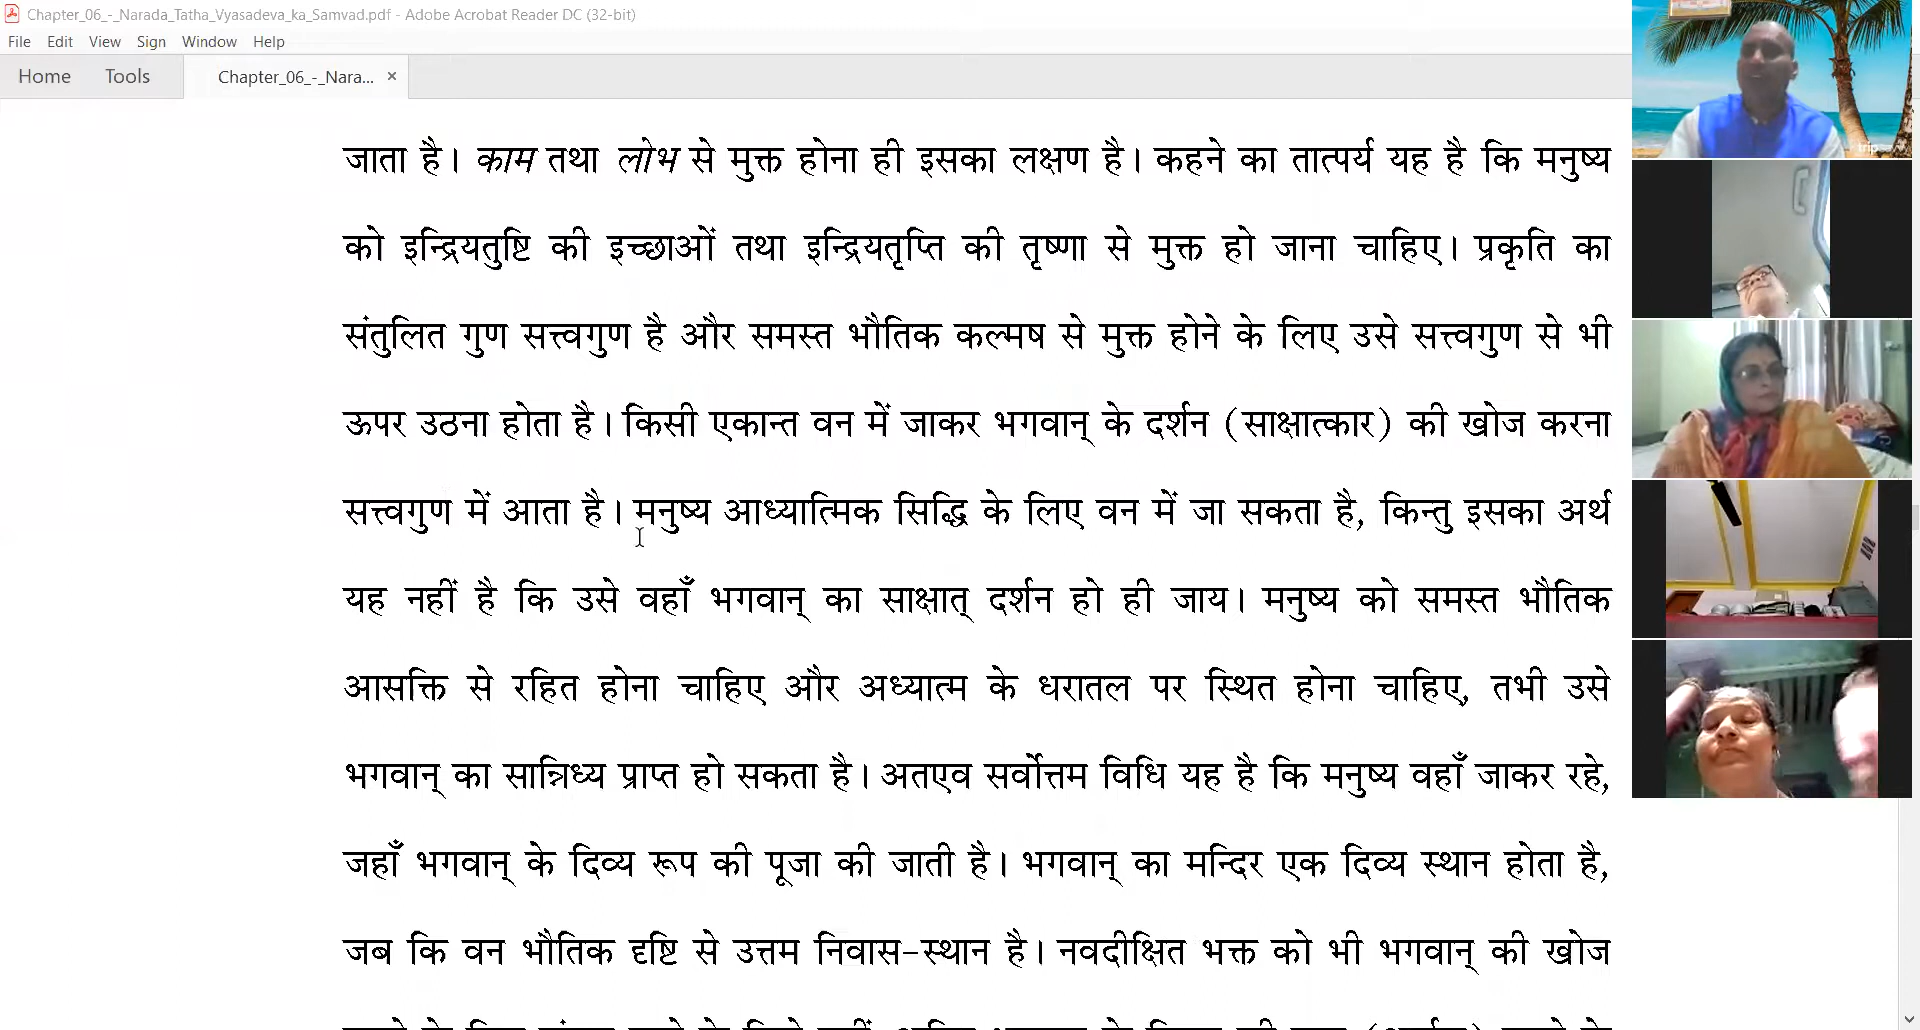 Chapter_06_-_Narada_Tatha_Vyasadeva_ka_Samvad.pdf - Adobe Acrobat Reader DC (32-bit)
File Edit View Sign Window Help
Home Tools Chapter_06_-_Nara... ×
जाता है। काम तथा लोभ से मुक्त होना ही इसका लक्षण है। कहने का तात्पर्य यह है कि मनुष्य
को इन्द्रियतुष्टि की इच्छाओं तथा इन्द्रियतृप्ति की तृष्णा से मुक्त हो जाना चाहिए। प्रकृति का
संतुलित गुण सत्त्वगुण है और समस्त भौतिक कल्मष से मुक्त होने के लिए उसे सत्त्वगुण से भी
ऊपर उठना होता है। किसी एकान्त वन में जाकर भगवान् के दर्शन (साक्षात्कार) की खोज करना
सत्त्वगुण में आता है। मनुष्य आध्यात्मिक सिद्धि के लिए वन में जा सकता है, किन्तु इसका अर्थ
यह नहीं है कि उसे वहाँ भगवान् का साक्षात् दर्शन हो ही जाय। मनुष्य को समस्त भौतिक
आसक्ति से रहित होना चाहिए और अध्यात्म के धरातल पर स्थित होना चाहिए, तभी उसे
भगवान् का सान्निध्य प्राप्त हो सकता है। अतएव सर्वोत्तम विधि यह है कि मनुष्य वहाँ जाकर रहे,
जहाँ भगवान् के दिव्य रूप की पूजा की जाती है। भगवान् का मन्दिर एक दिव्य स्थान होता है,
जब कि वन भौतिक दृष्टि से उत्तम निवास-स्थान है। नवदीक्षित भक्त को भी भगवान् की खोज